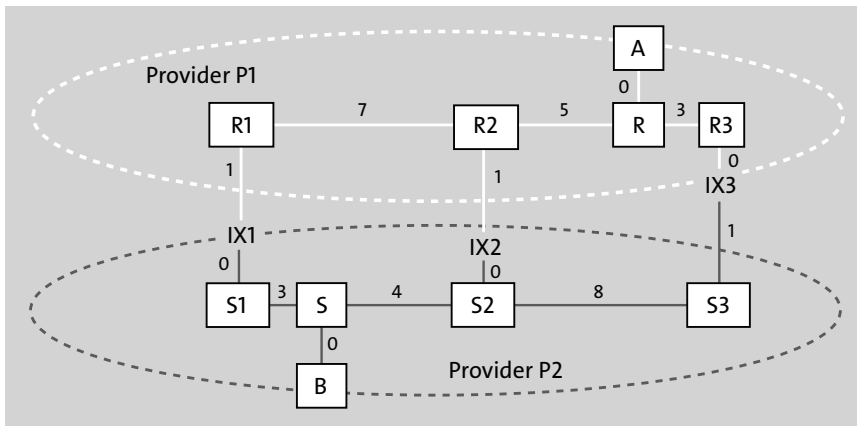 A
Provider P1
0
7
5
3
R1
R2
R
R3
1
1
0
IX3
IX1
IX2
1
0
0
3
4
8
S1
S
S2
S3
0
Provider P2
B